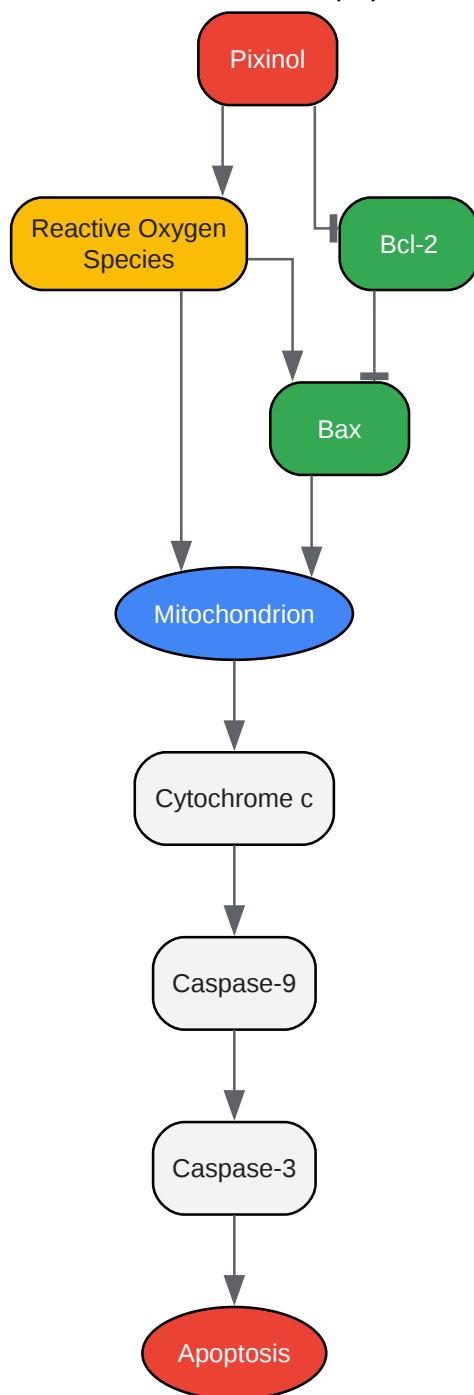 Pixinol
Reactive Oxygen
Species
Bcl-2
Bax
Mitochondrion
Cytochrome c
Caspase-9
Caspase-3
Apoptosis